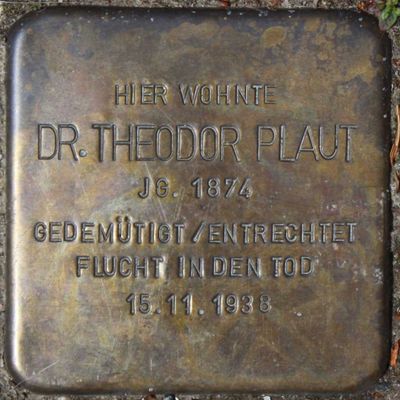 HIER WOHNTE
DR. THEODOR PLAUT
JG. 1874
GEDEMÜTIGT / ENTRECHTET
FLUCHT IN DEN TOD
15.11.1938